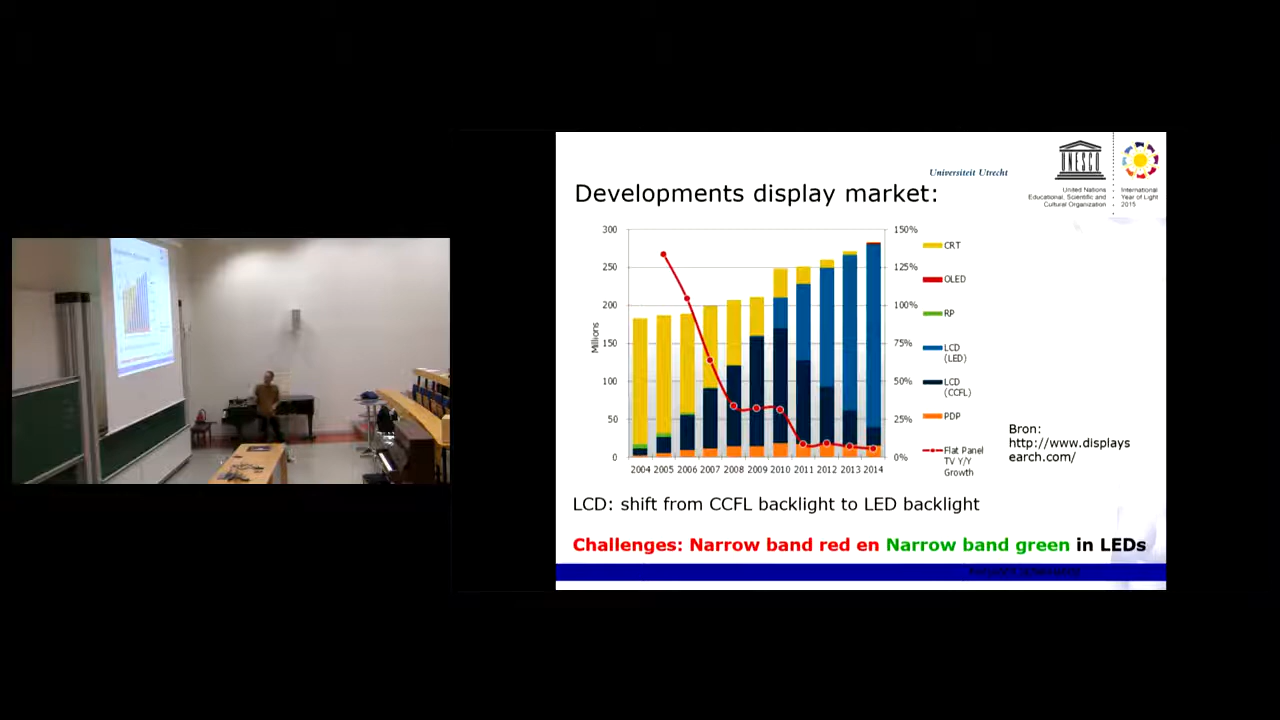 UNESCO
Universiteit Utrecht
United Nations
Educational, Scientific and
Cultural Organization
International
Year of Light
2015
Developments display market:
300
250
200
150
100
50
0
Millions
150%
125%
100%
75%
50%
25%
0%
2004 2005 2006 2007 2008 2009 2010 2011 2012 2013 2014
CRT
OLED
RP
LCD
(LED)
LCD
(CCFL)
PDP
Flat Panel
TV Y/Y
Growth
Bron:
http://www.displays
earch.com/
LCD: shift from CCFL backlight to LED backlight
Challenges: Narrow band red en Narrow band green in LEDs